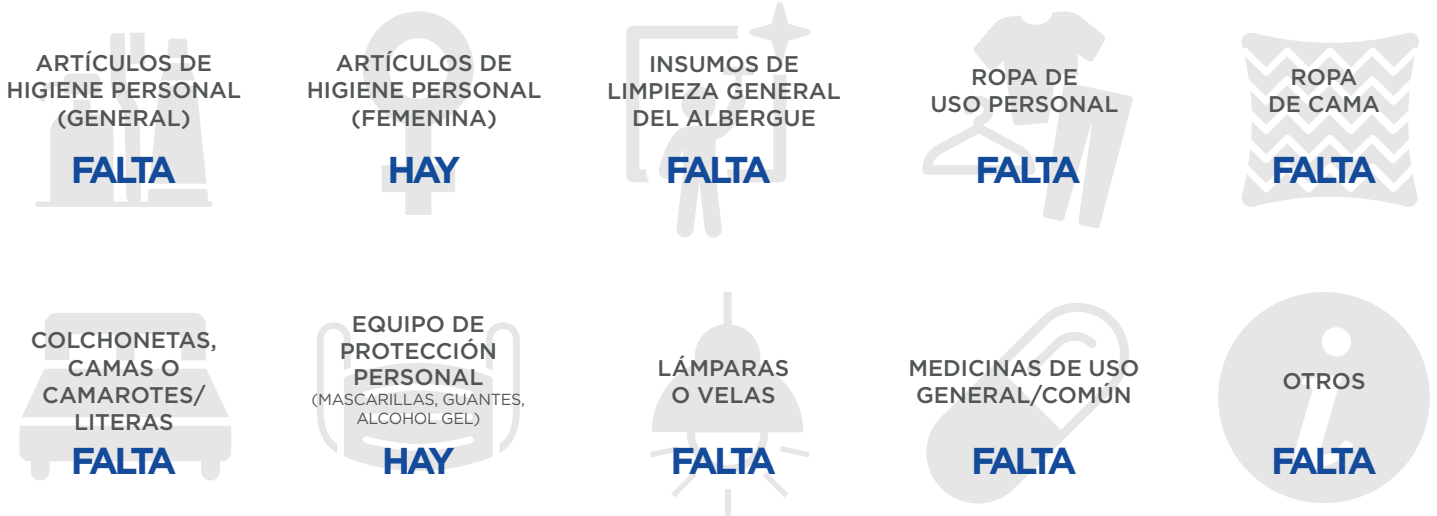 ARTÍCULOS DE
HIGIENE PERSONAL
(GENERAL)
FALTA
ARTÍCULOS DE
HIGIENE PERSONAL
(FEMENINA)
HAY
INSUMOS DE
LIMPIEZA GENERAL
DEL ALBERGUE
FALTA
ROPA DE
USO PERSONAL
FALTA
ROPA
DE CAMA
FALTA
COLCHONETAS,
CAMAS O
CAMAROTES/
LITERAS
FALTA
EQUIPO DE
PROTECCIÓN
PERSONAL
(MASCARILLAS, GUANTES,
ALCOHOL GEL)
HAY
LÁMPARAS
O VELAS
FALTA
MEDICINAS DE USO
GENERAL/COMÚN
FALTA
OTROS
FALTA